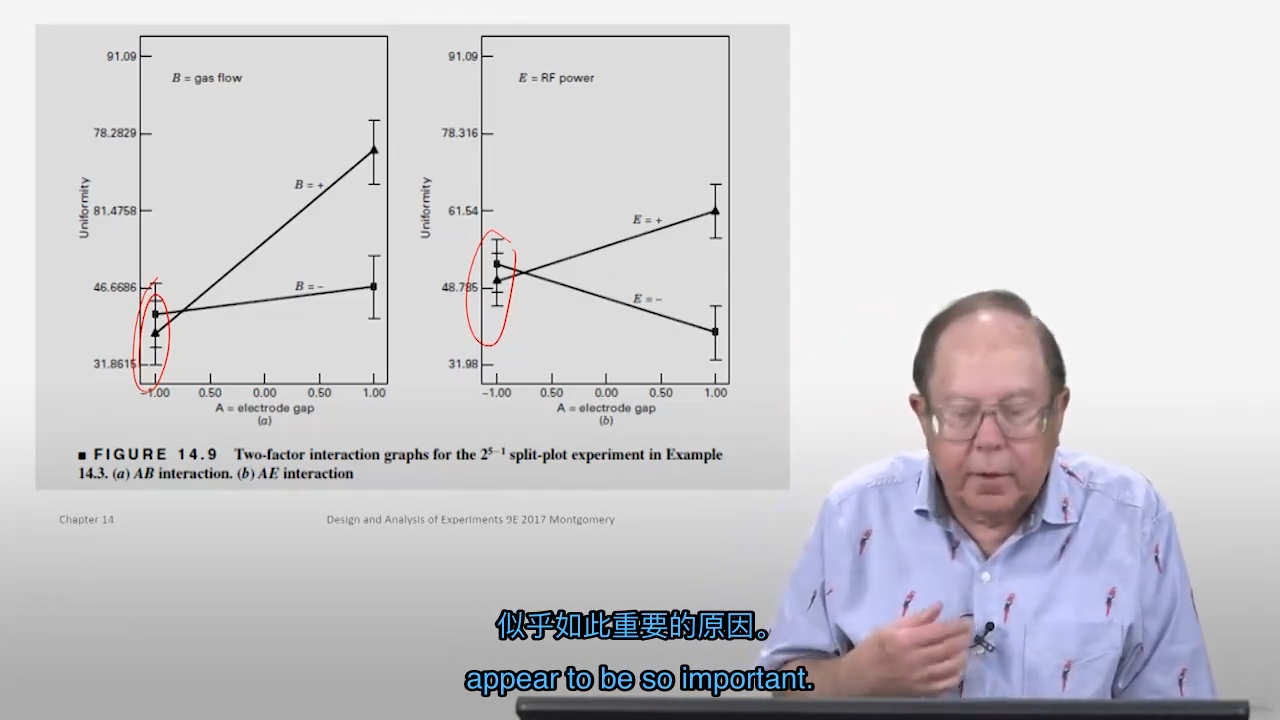 91.09
B = gas flow
78.2829
B = +
Uniformity
81.4758
46.6686
B = –
31.8615
–1.00 0.50 0.00 0.50 1.00
A = electrode gap
(a)
91.09
E = RF power
78.316
61.54
E = +
Uniformity
48.785
E = –
31.98
–1.00 0.50 0.00 0.50 1.00
A = electrode gap
(b)
■ FIGURE 14.9 Two-factor interaction graphs for the 2⁵⁻¹ split-plot experiment in Example
14.3. (a) AB interaction. (b) AE interaction
Chapter 14 Design and Analysis of Experiments 9E 2017 Montgomery
似乎如此重要的原因。
appear to be so important.